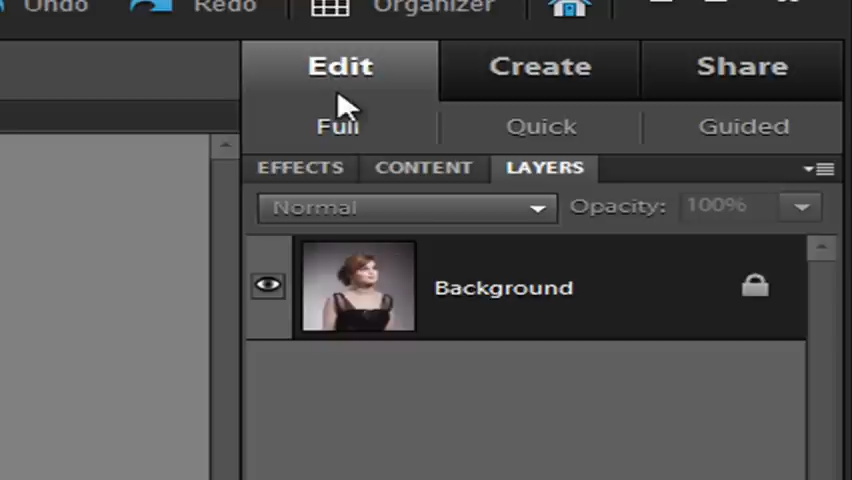 Undo Redo Organizer
Edit Create Share
Full Quick Guided
EFFECTS CONTENT LAYERS
Normal Opacity: 100%
Background